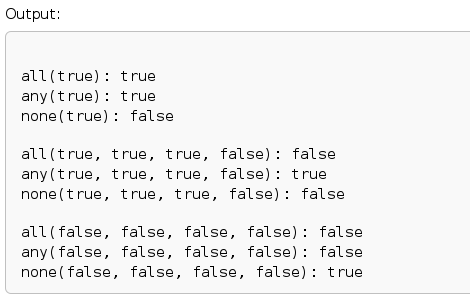 Output:
all(true): true
any(true): true
none(true): false
all(true, true, true, false): false
any(true, true, true, false): true
none(true, true, true, false): false
all(false, false, false, false): false
any(false, false, false, false): false
none(false, false, false, false): true